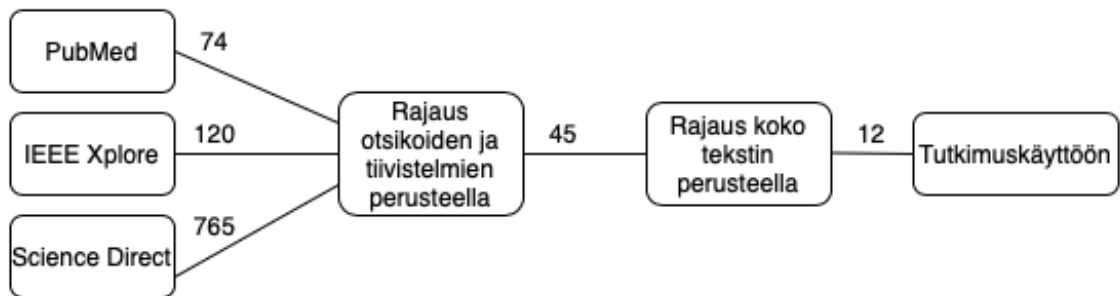 PubMed
74
IEEE Xplore
120
Science Direct
765
Rajaus
otsikoiden ja
tiivistelmien
perusteella
45
Rajaus koko
tekstin
perusteella
12
Tutkimuskäyttöön